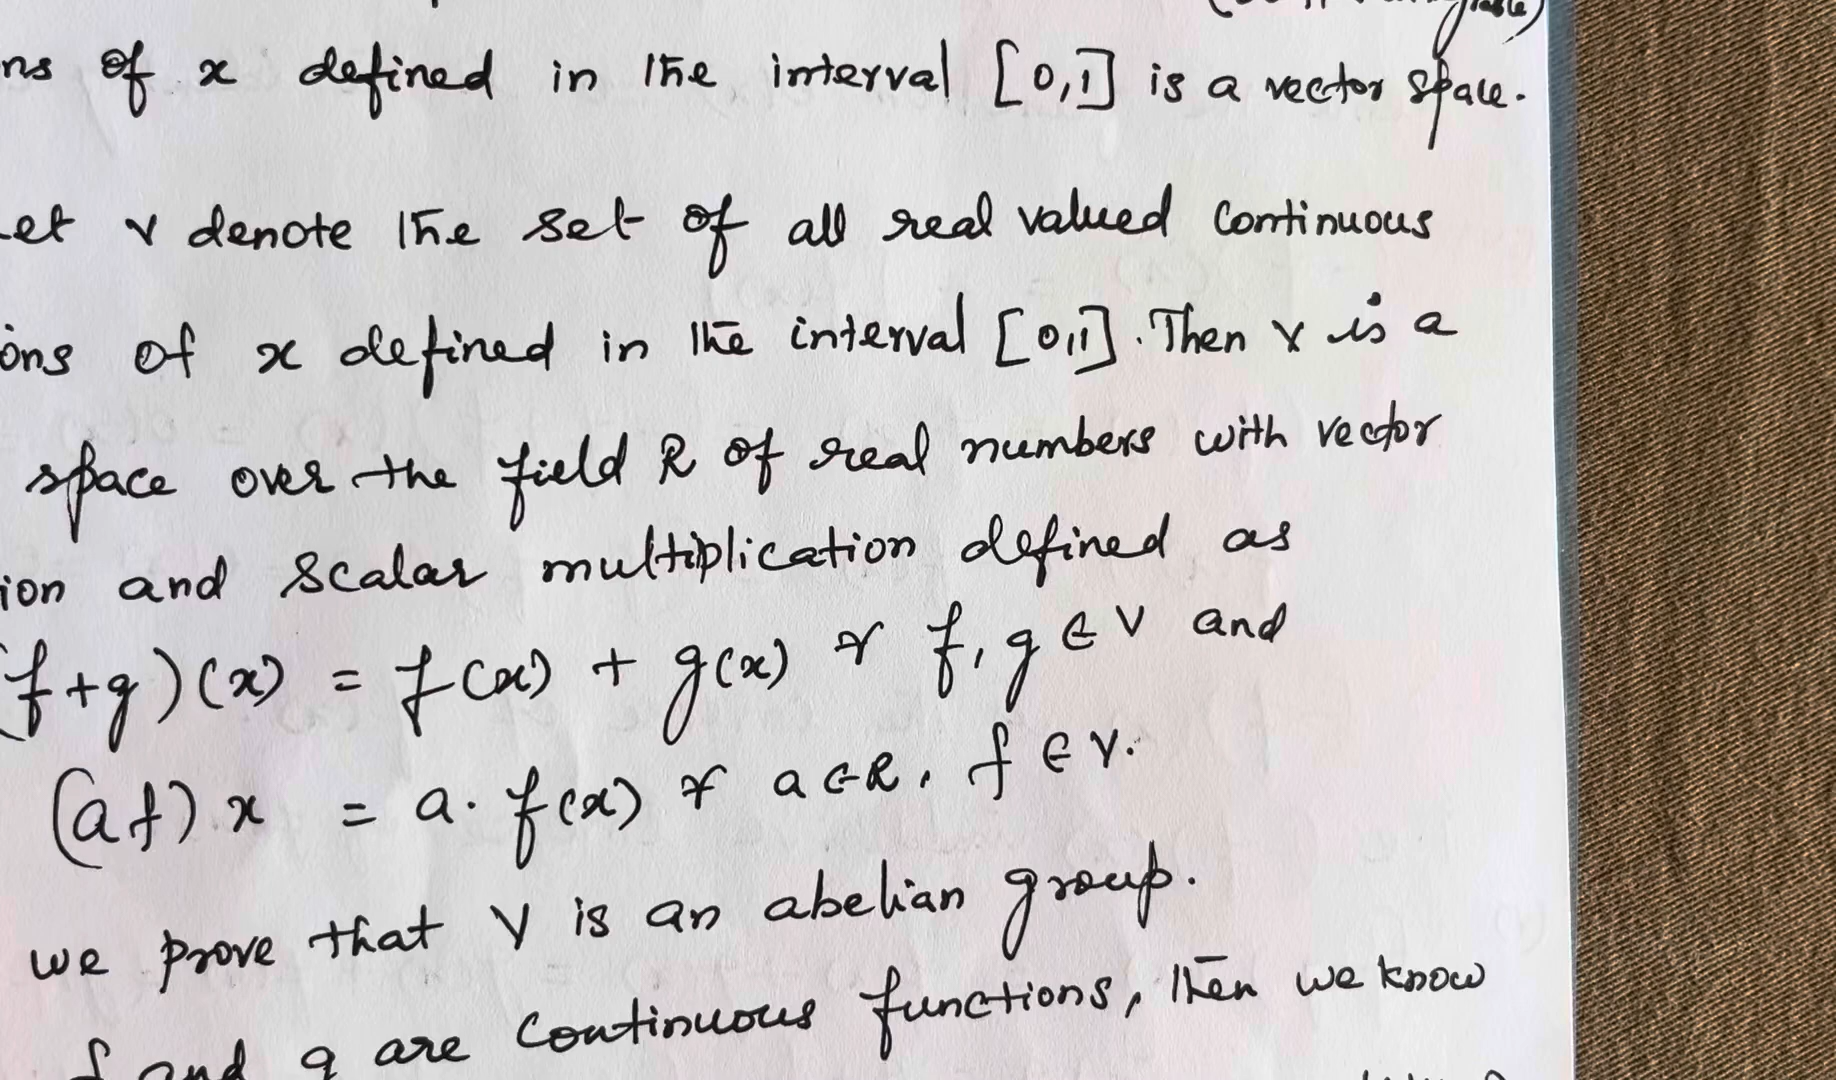 ns of x defined in the interval [0,1] is a vector space.
et V denote the set of all real valued continuous
ons of x defined in the interval [0,1]. Then V is a
space over the field R of real numbers with vector
ion and scalar multiplication defined as
(f+g)(x) = f(x) + g(x) ∀ f, g ∈ V and
(af) x = a. f(x) ∀ a ∈ R, f ∈ V.
we prove that V is an abelian group.
f and g are continuous functions, then we know